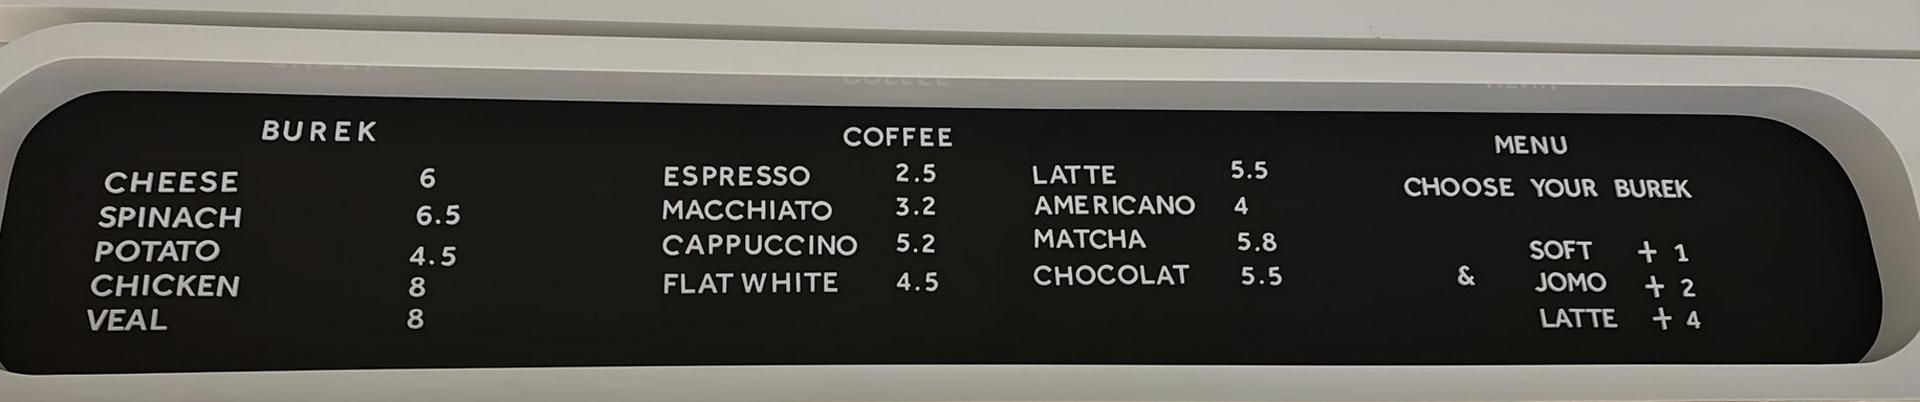 BUREK
CHEESE 6
SPINACH 6.5
POTATO 4.5
CHICKEN 8
VEAL 8
COFFEE
ESPRESSO 2.5
MACCHIATO 3.2
CAPPUCCINO 5.2
FLAT WHITE 4.5
LATTE 5.5
AMERICANO 4
MATCHA 5.8
CHOCOLAT 5.5
MENU
CHOOSE YOUR BUREK
SOFT + 1
& JOMO + 2
LATTE + 4